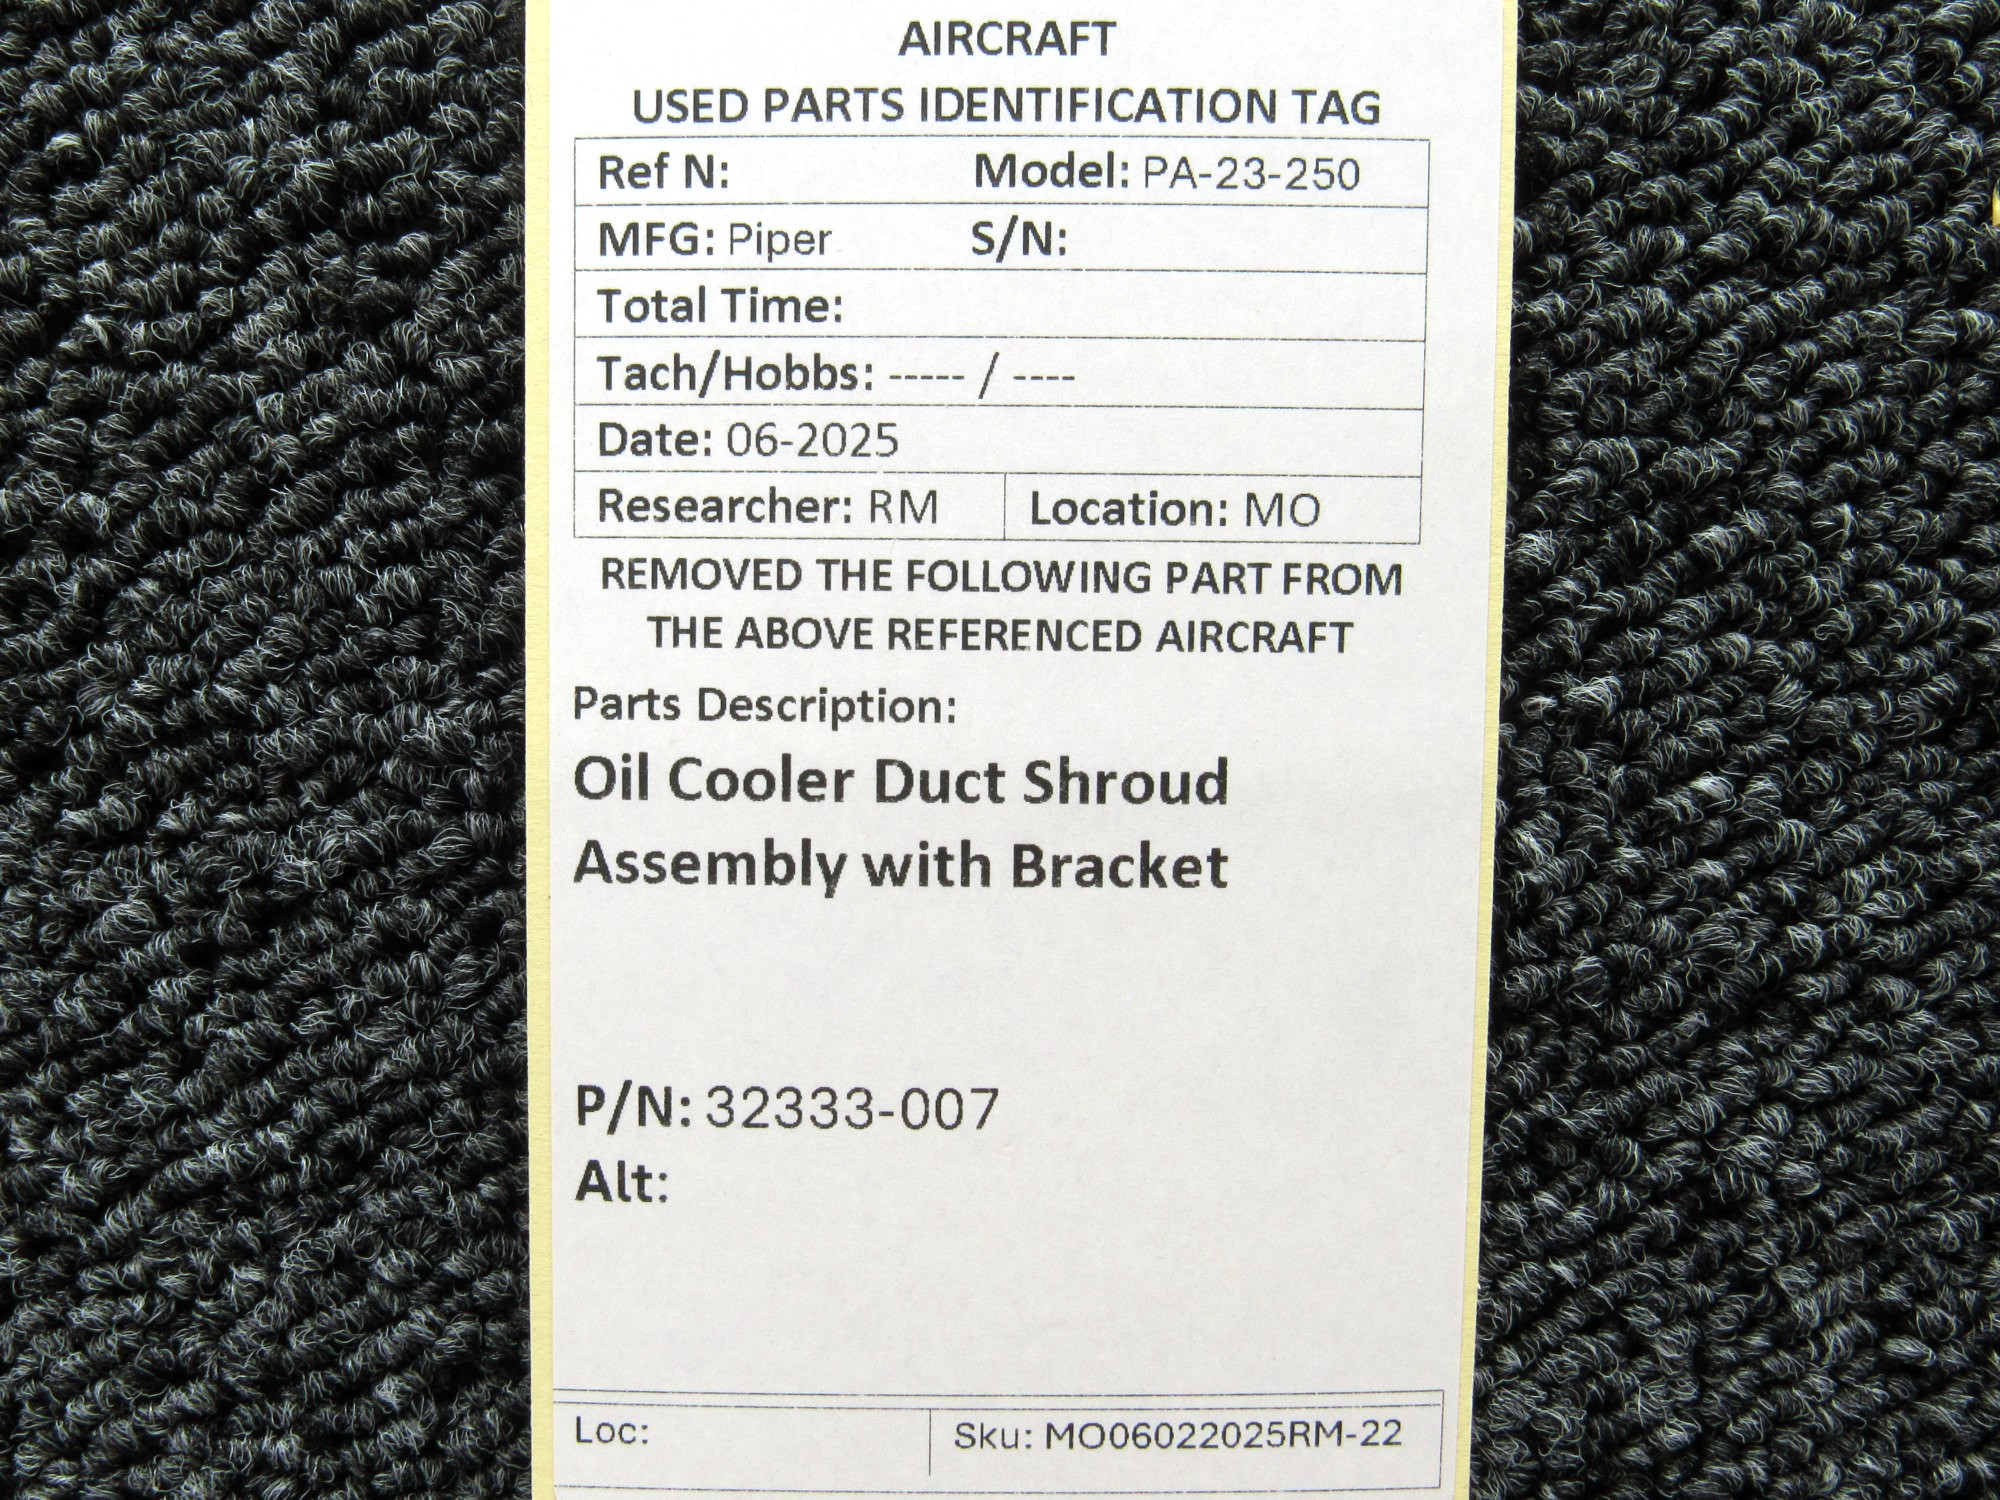 AIRCRAFT
USED PARTS IDENTIFICATION TAG
Ref N: Model: PA-23-250
MFG: Piper S/N:
Total Time:
Tach/Hobbs: ----- / ----
Date: 06-2025
Researcher: RM Location: MO
REMOVED THE FOLLOWING PART FROM
THE ABOVE REFERENCED AIRCRAFT
Parts Description:
Oil Cooler Duct Shroud
Assembly with Bracket
P/N: 32333-007
Alt:
Loc: Sku: MO06022025RM-22